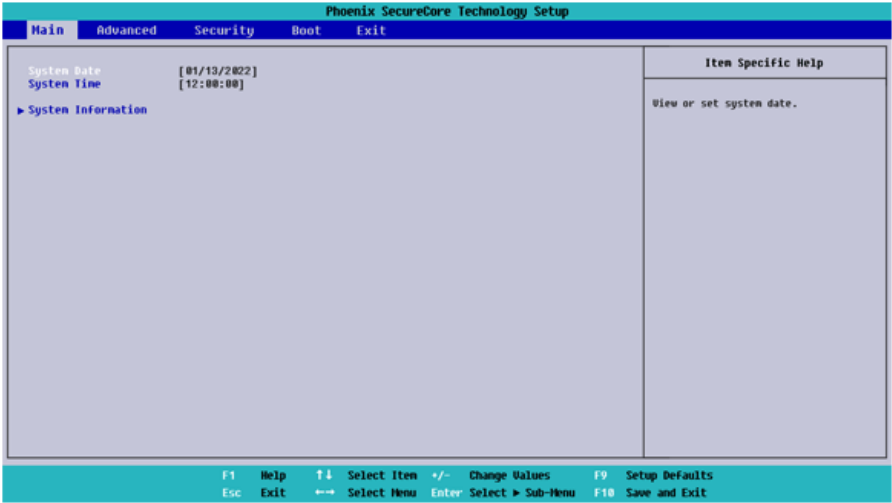 Phoenix SecureCore Technology Setup
Main Advanced Security Boot Exit
Item Specific Help
System Date [01/13/2022]
System Time [12:00:00]
View or set system date.
▶ System Information
F1 Help ↑↓ Select Item +/- Change Values F9 Setup Defaults
Esc Exit ←→ Select Menu Enter Select ▶ Sub-Menu F10 Save and Exit